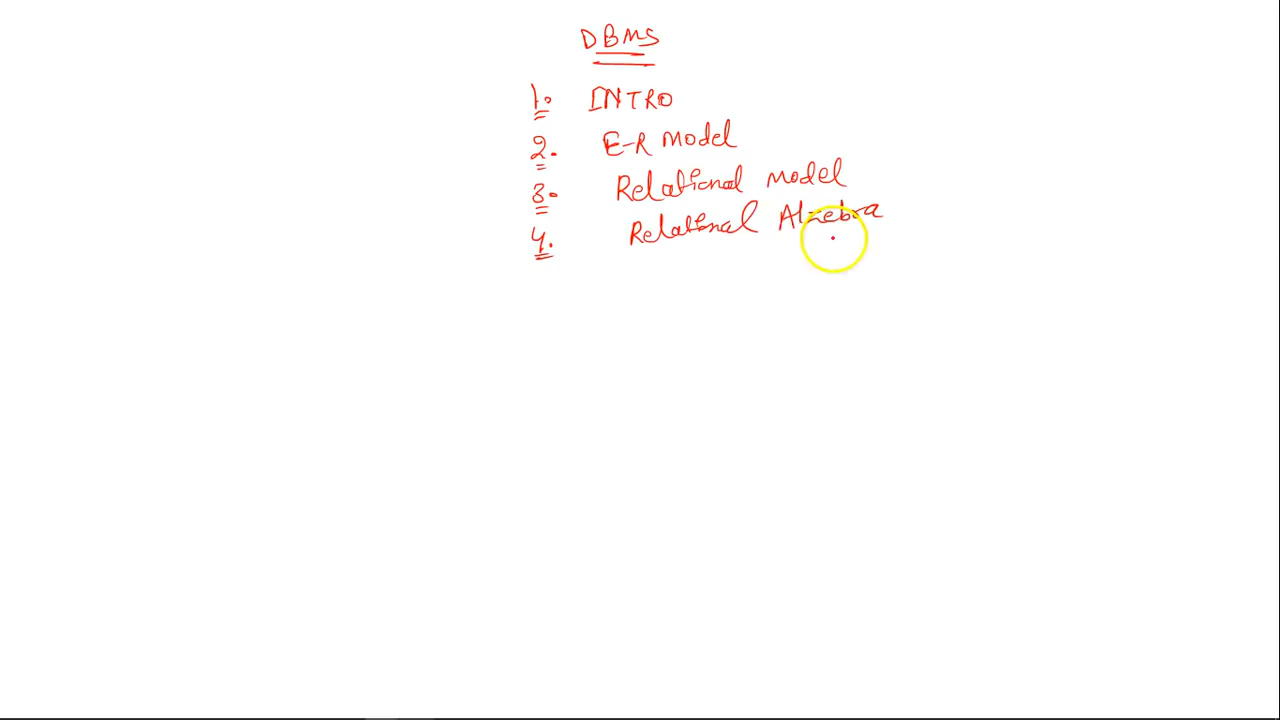 DBMS
1. INTRO
2. E-R Model
3. Relational model
4. Relational Algebra